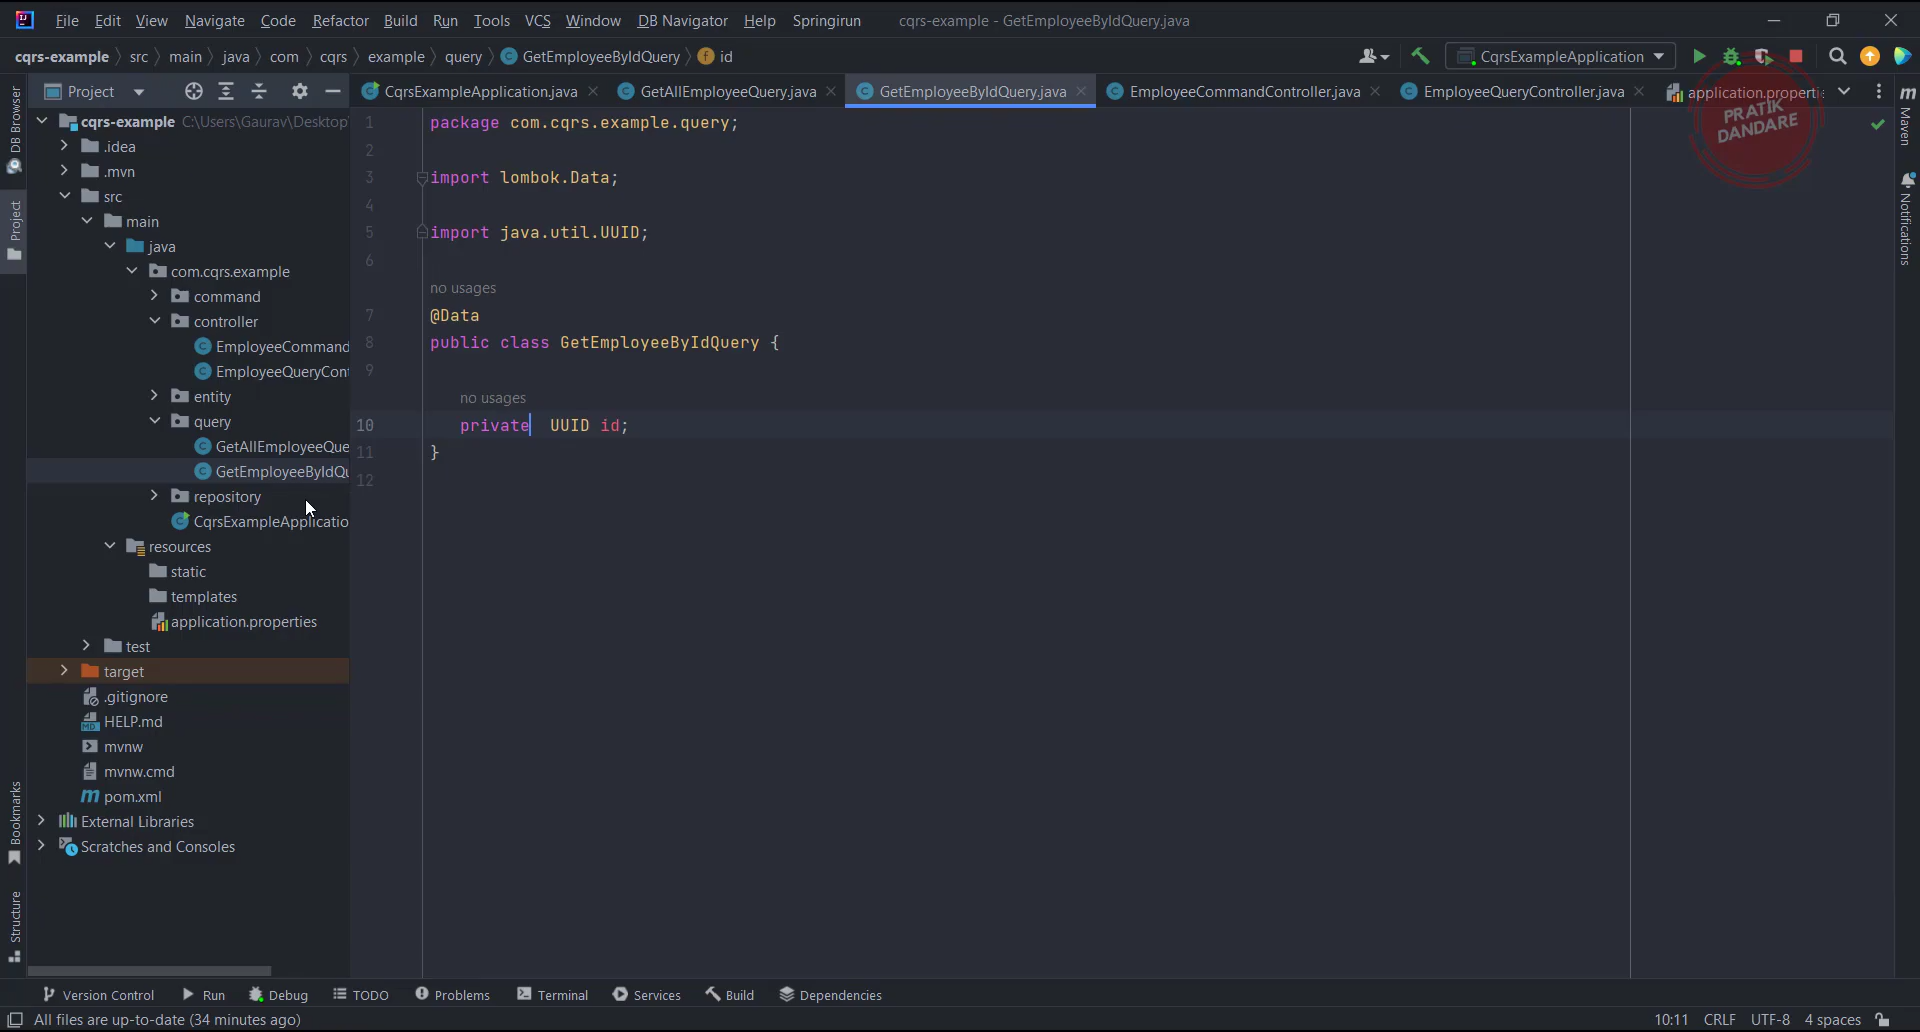 File Edit View Navigate Code Refactor Build Run Tools VCS Window DB Navigator Help Springirun cqrs-example - GetEmployeeByIdQuery.java
cqrs-example src main java com cqrs example query GetEmployeeByIdQuery id CqrsExampleApplication
Project CqrsExampleApplication.java GetAllEmployeeQuery.java GetEmployeeByIdQuery.java EmployeeCommandController.java EmployeeQueryController.java application.properti
PRATIK
DANDARE
DB Browser
Project
Bookmarks
Structure
cqrs-example C:\Users\Gaurav\Desktop
.idea
.mvn
src
main
java
com.cqrs.example
command
controller
EmployeeCommand
EmployeeQueryCont
entity
query
GetAllEmployeeQue
GetEmployeeByIdQu
repository
CqrsExampleApplicatio
resources
static
templates
application.properties
test
target
.gitignore
HELP.md
mvnw
mvnw.cmd
pom.xml
External Libraries
Scratches and Consoles
1 package com.cqrs.example.query;
2
3 import lombok.Data;
4
5 import java.util.UUID;
6
no usages
7 @Data
8 public class GetEmployeeByIdQuery {
9
no usages
10 private  UUID id;
11 }
12
Maven
Notifications
Version Control Run Debug TODO Problems Terminal Services Build Dependencies
All files are up-to-date (34 minutes ago) 10:11 CRLF UTF-8 4 spaces